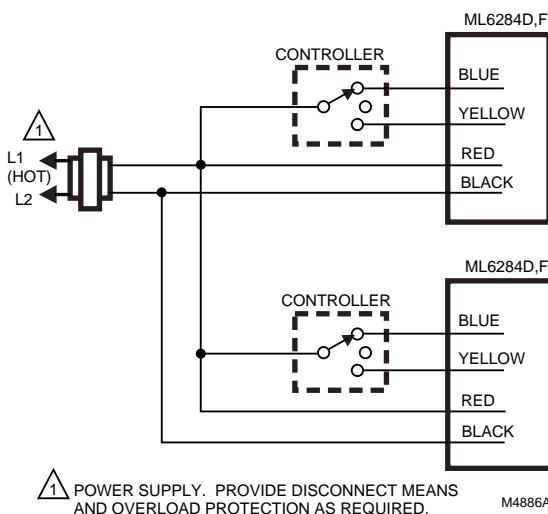 ML6284D,F
CONTROLLER
BLUE
YELLOW
1
L1
(HOT)
L2
RED
BLACK
ML6284D,F
CONTROLLER
BLUE
YELLOW
RED
BLACK
1 POWER SUPPLY. PROVIDE DISCONNECT MEANS
AND OVERLOAD PROTECTION AS REQUIRED.
M4886A